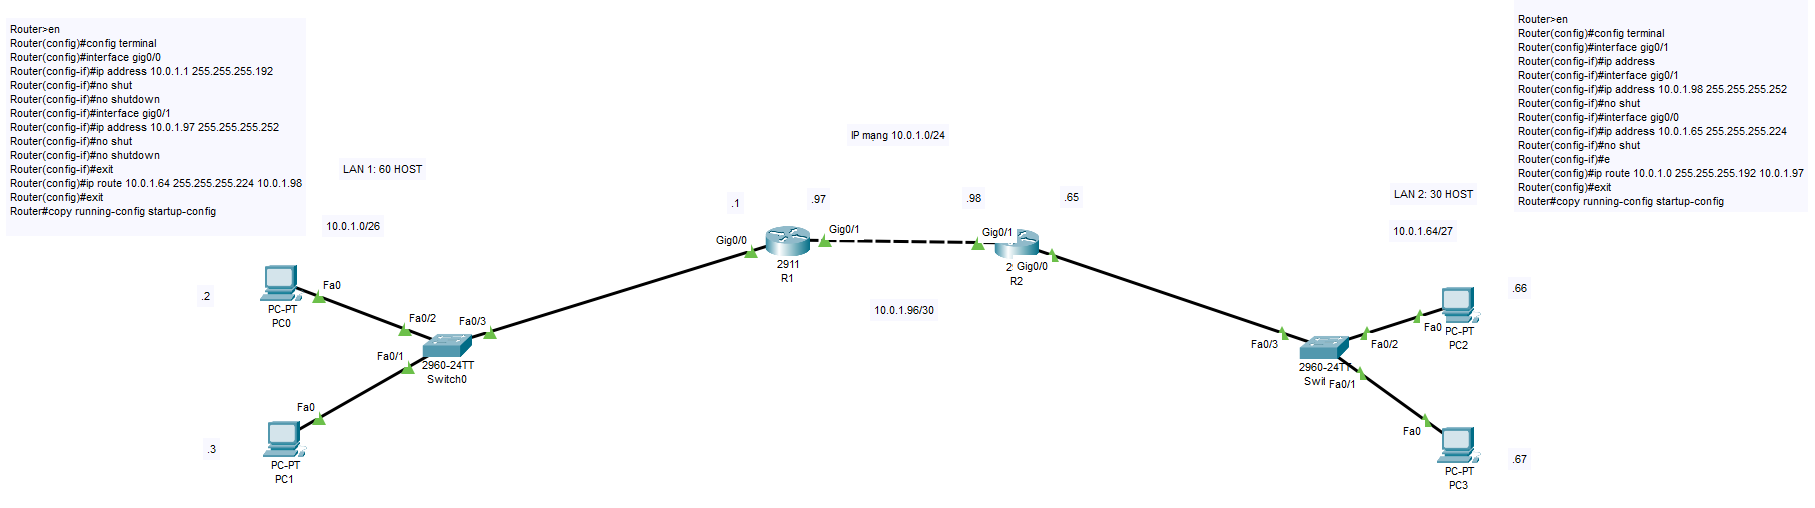 Router>en
Router(config)#config terminal
Router(config)#interface gig0/0
Router(config-if)#ip address 10.0.1.1 255.255.255.192
Router(config-if)#no shut
Router(config-if)#no shutdown
Router(config-if)#interface gig0/1
Router(config-if)#ip address 10.0.1.97 255.255.255.252
Router(config-if)#no shut
Router(config-if)#no shutdown
Router(config-if)#exit
Router(config)#ip route 10.0.1.64 255.255.255.224 10.0.1.98
Router(config)#exit
Router#copy running-config startup-config
Router>en
Router(config)#config terminal
Router(config)#interface gig0/1
Router(config-if)#ip address
Router(config-if)#interface gig0/1
Router(config-if)#ip address 10.0.1.98 255.255.255.252
Router(config-if)#no shut
Router(config-if)#interface gig0/0
Router(config-if)#ip address 10.0.1.65 255.255.255.224
Router(config-if)#no shut
Router(config-if)#e
Router(config)#ip route 10.0.1.0 255.255.255.192 10.0.1.97
Router(config)#exit
Router#copy running-config startup-config
IP mạng 10.0.1.0/24
LAN 1: 60 HOST
10.0.1.0/26
LAN 2: 30 HOST
10.0.1.64/27
.1
.97
.98
.65
Gig0/0
Gig0/1
2911
R1
Gig0/1
2
Gig0/0
R2
10.0.1.96/30
.2
Fa0
PC-PT
PC0
Fa0/2
Fa0/3
Fa0/1
2960-24TT
Switch0
Fa0
.3
PC-PT
PC1
Fa0/3
Fa0/2
2960-24TT
Swit
Fa0/1
.66
Fa0
PC-PT
PC2
Fa0
.67
PC-PT
PC3